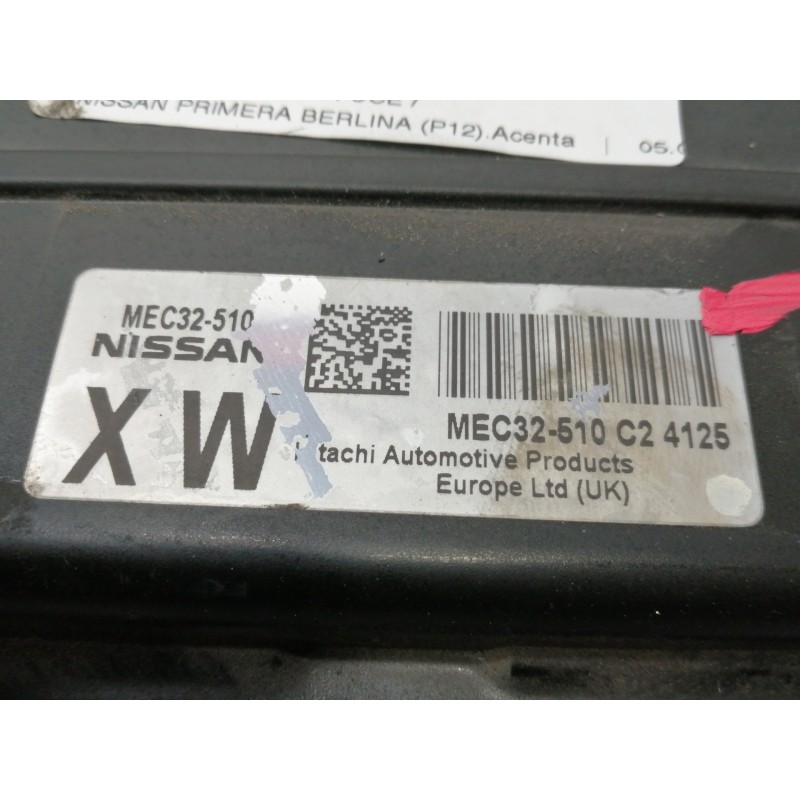 NISSAN PRIMERA BERLINA (P12).Acenta | 05.
MEC32-510
NISSAN
XW
MEC32-510 C2 4125
tachi Automotive Products
Europe Ltd (UK)